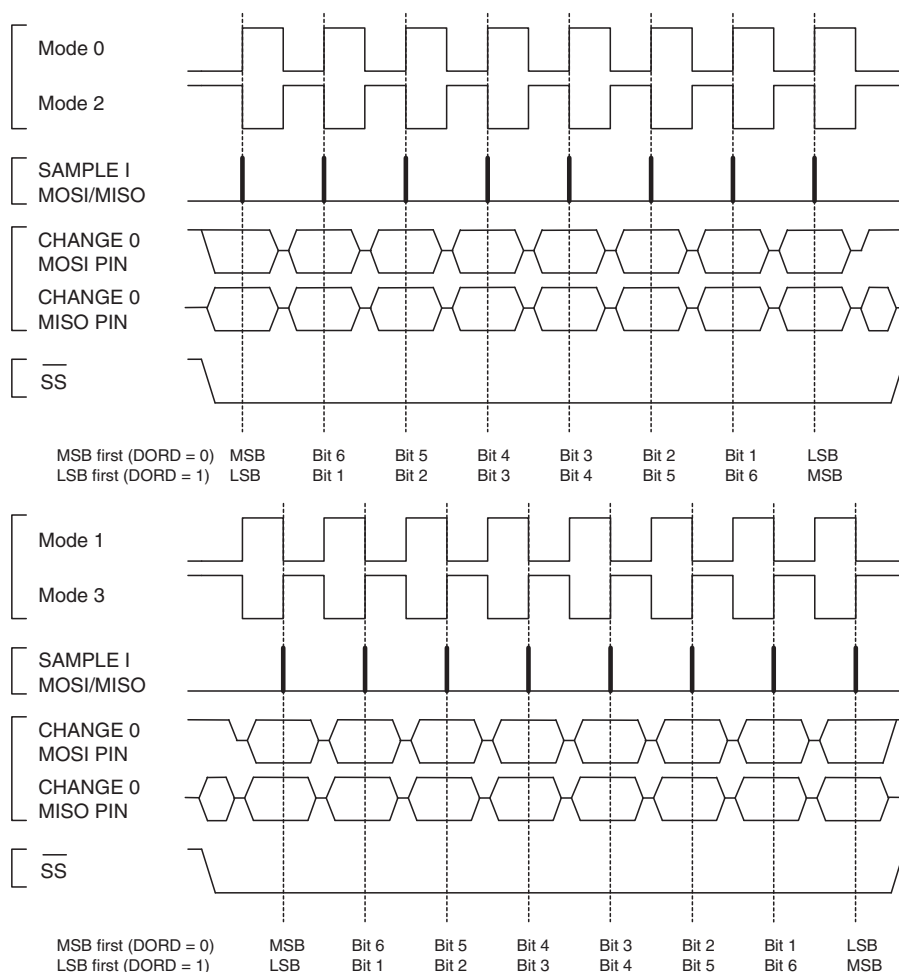 Mode 0
Mode 2
SAMPLE I
MOSI/MISO
CHANGE 0
MOSI PIN
CHANGE 0
MISO PIN
SS
MSB first (DORD = 0) MSB Bit 6 Bit 5 Bit 4 Bit 3 Bit 2 Bit 1 LSB
LSB first (DORD = 1) LSB Bit 1 Bit 2 Bit 3 Bit 4 Bit 5 Bit 6 MSB
Mode 1
Mode 3
SAMPLE I
MOSI/MISO
CHANGE 0
MOSI PIN
CHANGE 0
MISO PIN
SS
MSB first (DORD = 0) MSB Bit 6 Bit 5 Bit 4 Bit 3 Bit 2 Bit 1 LSB
LSB first (DORD = 1) LSB Bit 1 Bit 2 Bit 3 Bit 4 Bit 5 Bit 6 MSB